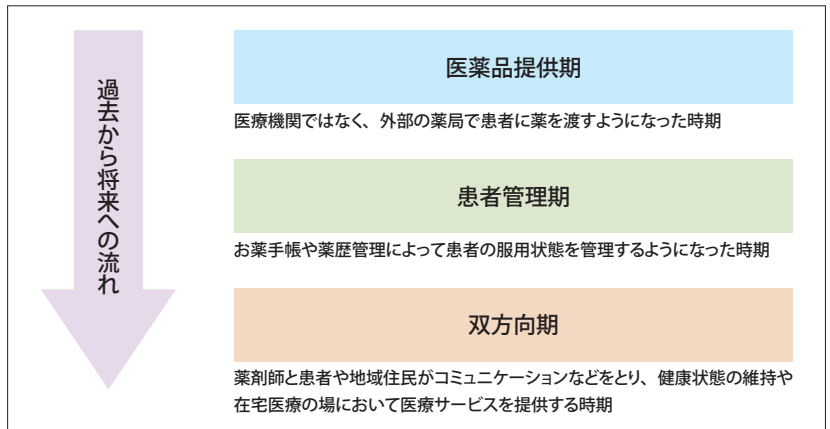 過去から将来への流れ
医薬品提供期
医療機関ではなく、外部の薬局で患者に薬を渡すようになった時期
患者管理期
お薬手帳や薬歴管理によって患者の服用状態を管理するようになった時期
双方向期
薬剤師と患者や地域住民がコミュニケーションなどをとり、健康状態の維持や
在宅医療の場において医療サービスを提供する時期